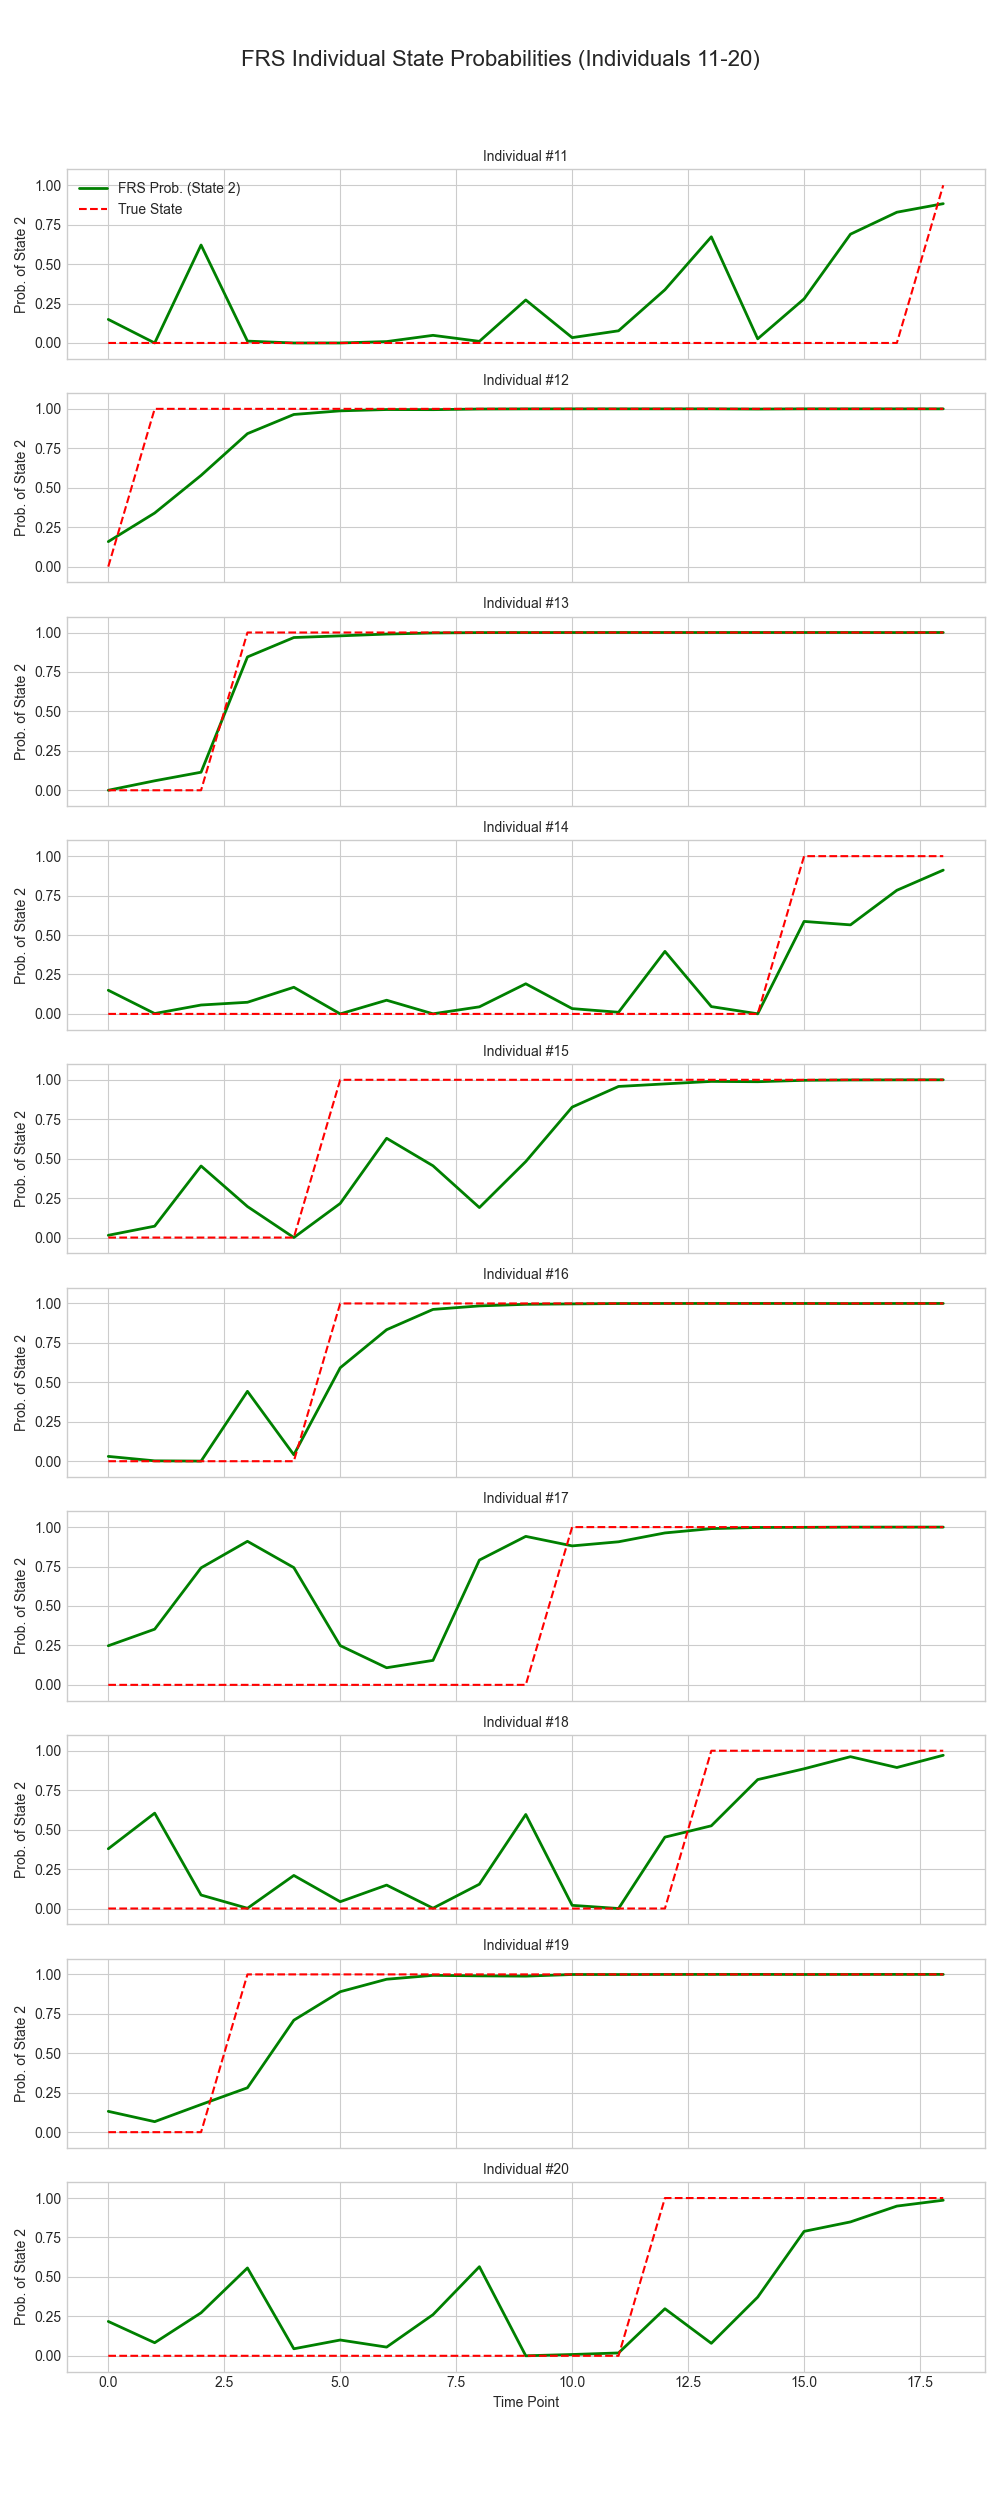 FRS Individual State Probabilities (Individuals 11-20)
Individual #11
Prob. of State 2
1.00
0.75
0.50
0.25
0.00
FRS Prob. (State 2)
True State
Individual #12
Prob. of State 2
1.00
0.75
0.50
0.25
0.00
Individual #13
Prob. of State 2
1.00
0.75
0.50
0.25
0.00
Individual #14
Prob. of State 2
1.00
0.75
0.50
0.25
0.00
Individual #15
Prob. of State 2
1.00
0.75
0.50
0.25
0.00
Individual #16
Prob. of State 2
1.00
0.75
0.50
0.25
0.00
Individual #17
Prob. of State 2
1.00
0.75
0.50
0.25
0.00
Individual #18
Prob. of State 2
1.00
0.75
0.50
0.25
0.00
Individual #19
Prob. of State 2
1.00
0.75
0.50
0.25
0.00
Individual #20
Prob. of State 2
1.00
0.75
0.50
0.25
0.00
0.0 2.5 5.0 7.5 10.0 12.5 15.0 17.5
Time Point